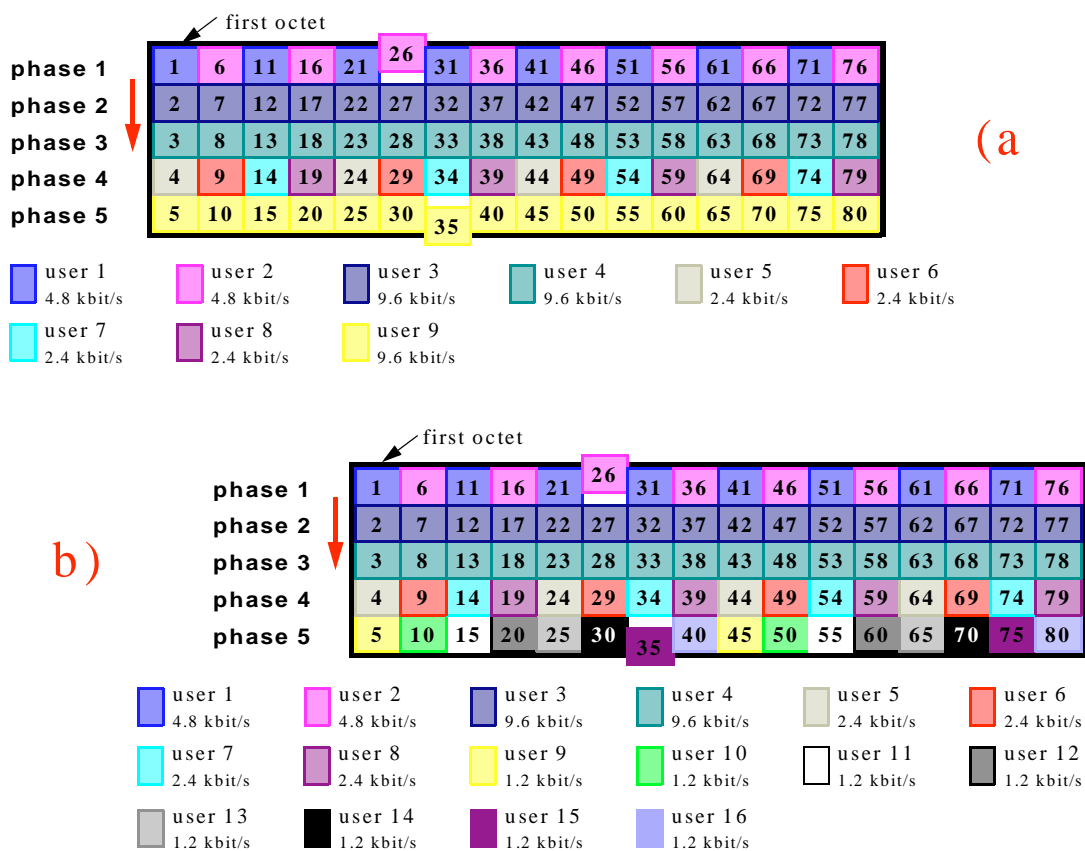 first octet
phase 1 1 6 11 16 21 26 31 36 41 46 51 56 61 66 71 76
phase 2 2 7 12 17 22 27 32 37 42 47 52 57 62 67 72 77
phase 3 3 8 13 18 23 28 33 38 43 48 53 58 63 68 73 78
(a
phase 4 4 9 14 19 24 29 34 39 44 49 54 59 64 69 74 79
phase 5 5 10 15 20 25 30 35 40 45 50 55 60 65 70 75 80
user 1 user 2 user 3 user 4 user 5 user 6
4.8 kbit/s 4.8 kbit/s 9.6 kbit/s 9.6 kbit/s 2.4 kbit/s 2.4 kbit/s
user 7 user 8 user 9
2.4 kbit/s 2.4 kbit/s 9.6 kbit/s
first octet
phase 1 1 6 11 16 21 26 31 36 41 46 51 56 61 66 71 76
phase 2 2 7 12 17 22 27 32 37 42 47 52 57 62 67 72 77
b)
phase 3 3 8 13 18 23 28 33 38 43 48 53 58 63 68 73 78
phase 4 4 9 14 19 24 29 34 39 44 49 54 59 64 69 74 79
phase 5 5 10 15 20 25 30 35 40 45 50 55 60 65 70 75 80
user 1 user 2 user 3 user 4 user 5 user 6
4.8 kbit/s 4.8 kbit/s 9.6 kbit/s 9.6 kbit/s 2.4 kbit/s 2.4 kbit/s
user 7 user 8 user 9 user 10 user 11 user 12
2.4 kbit/s 2.4 kbit/s 1.2 kbit/s 1.2 kbit/s 1.2 kbit/s 1.2 kbit/s
user 13 user 14 user 15 user 16
1.2 kbit/s 1.2 kbit/s 1.2 kbit/s 1.2 kbit/s